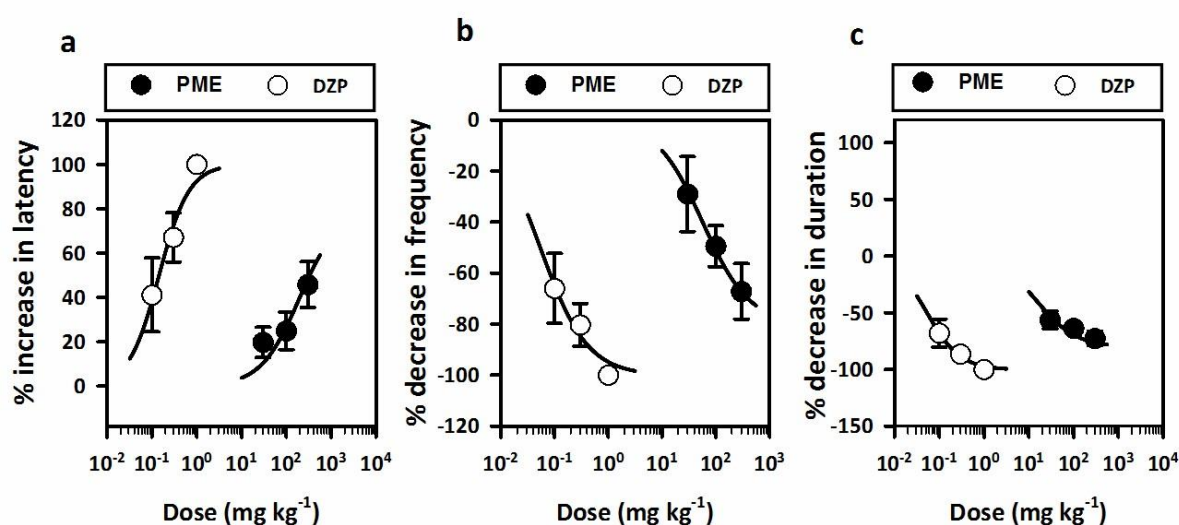 a
PME DZP
% increase in latency
120
100
80
60
40
20
0
10-2 10-1 100 101 102 103 104
Dose (mg kg-1)
b
PME DZP
% decrease in frequency
0
-20
-40
-60
-80
-100
-120
10-2 10-1 100 101 102 103
Dose (mg kg-1)
c
PME DZP
% decrease in duration
100
50
0
-50
-100
-150
10-2 10-1 100 101 102 103 104
Dose (mg kg-1)